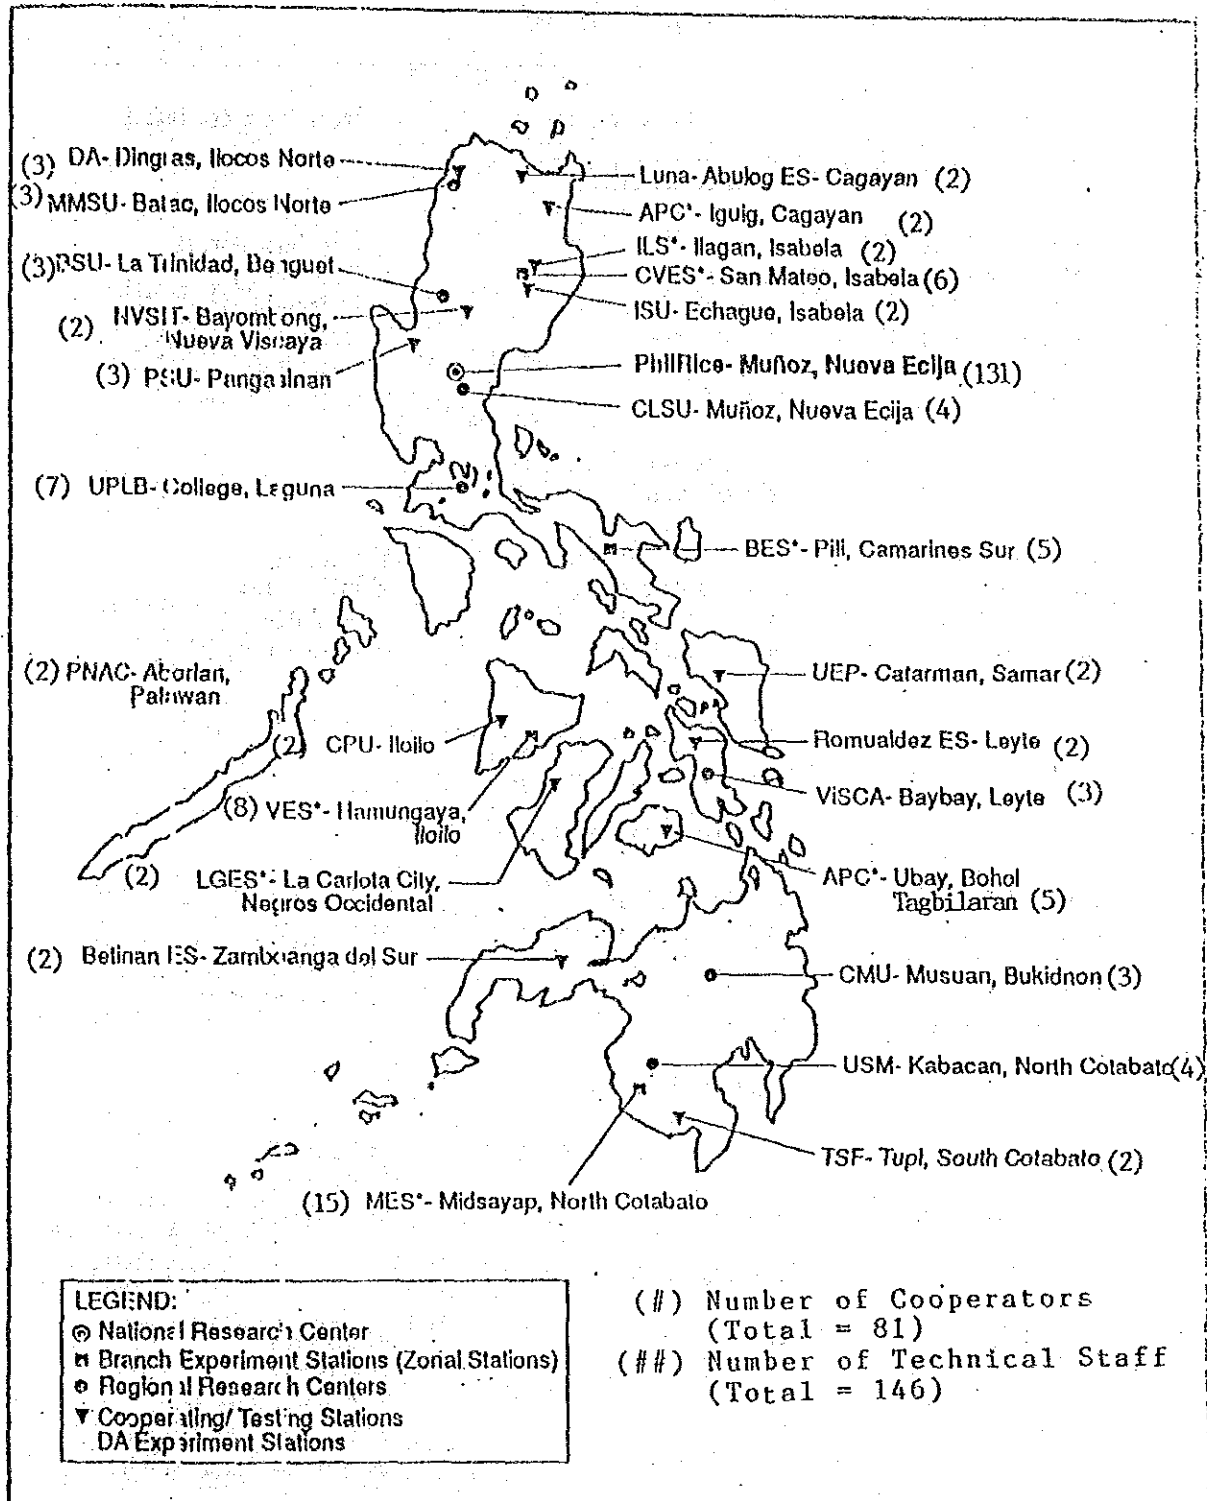 (3) DA- Dingras, Ilocos Norte
(3) MMSU- Batac, Ilocos Norte
(3) BSU- La Trinidad, Benguet
(2) NVSIT- Bayombong,
Nueva Viscaya
(3) PSU- Pangasinan
(7) UPLB- College, Laguna
(2) PNAC- Aborlan,
Palawan
(2) CPU- Iloilo
(8) VES*- Hamungaya,
Iloilo
(2) LGES*- La Carlota City,
Negros Occidental
(2) Betinan ES- Zamboanga del Sur
(15) MES*- Midsayap, North Cotabato
Luna- Abulog ES- Cagayan (2)
APC*- Iguig, Cagayan (2)
ILS*- Ilagan, Isabela (2)
CVES*- San Mateo, Isabela (6)
ISU- Echague, Isabela (2)
PhilRice- Muñoz, Nueva Ecija (131)
CLSU- Muñoz, Nueva Ecija (4)
BES*- Pili, Camarines Sur (5)
UEP- Catarman, Samar (2)
Romualdez ES- Leyte (2)
ViSCA- Baybay, Leyte (3)
APC*- Ubay, Bohol
Tagbilaran (5)
CMU- Musuan, Bukidnon (3)
USM- Kabacan, North Cotabato (4)
TSF- Tupi, South Cotabato (2)
LEGEND:
National Research Center
Branch Experiment Stations (Zonal Stations)
Regional Research Centers
Cooperating/ Testing Stations
DA Experiment Stations
(#) Number of Cooperators
(Total = 81)
(##) Number of Technical Staff
(Total = 146)